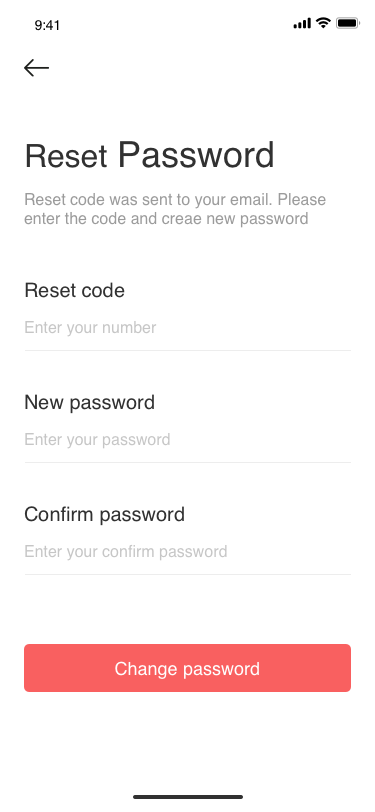 9:41
Reset Password
Reset code was sent to your email. Please
enter the code and creae new password
Reset code
Enter your number
New password
Enter your password
Confirm password
Enter your confirm password
Change password